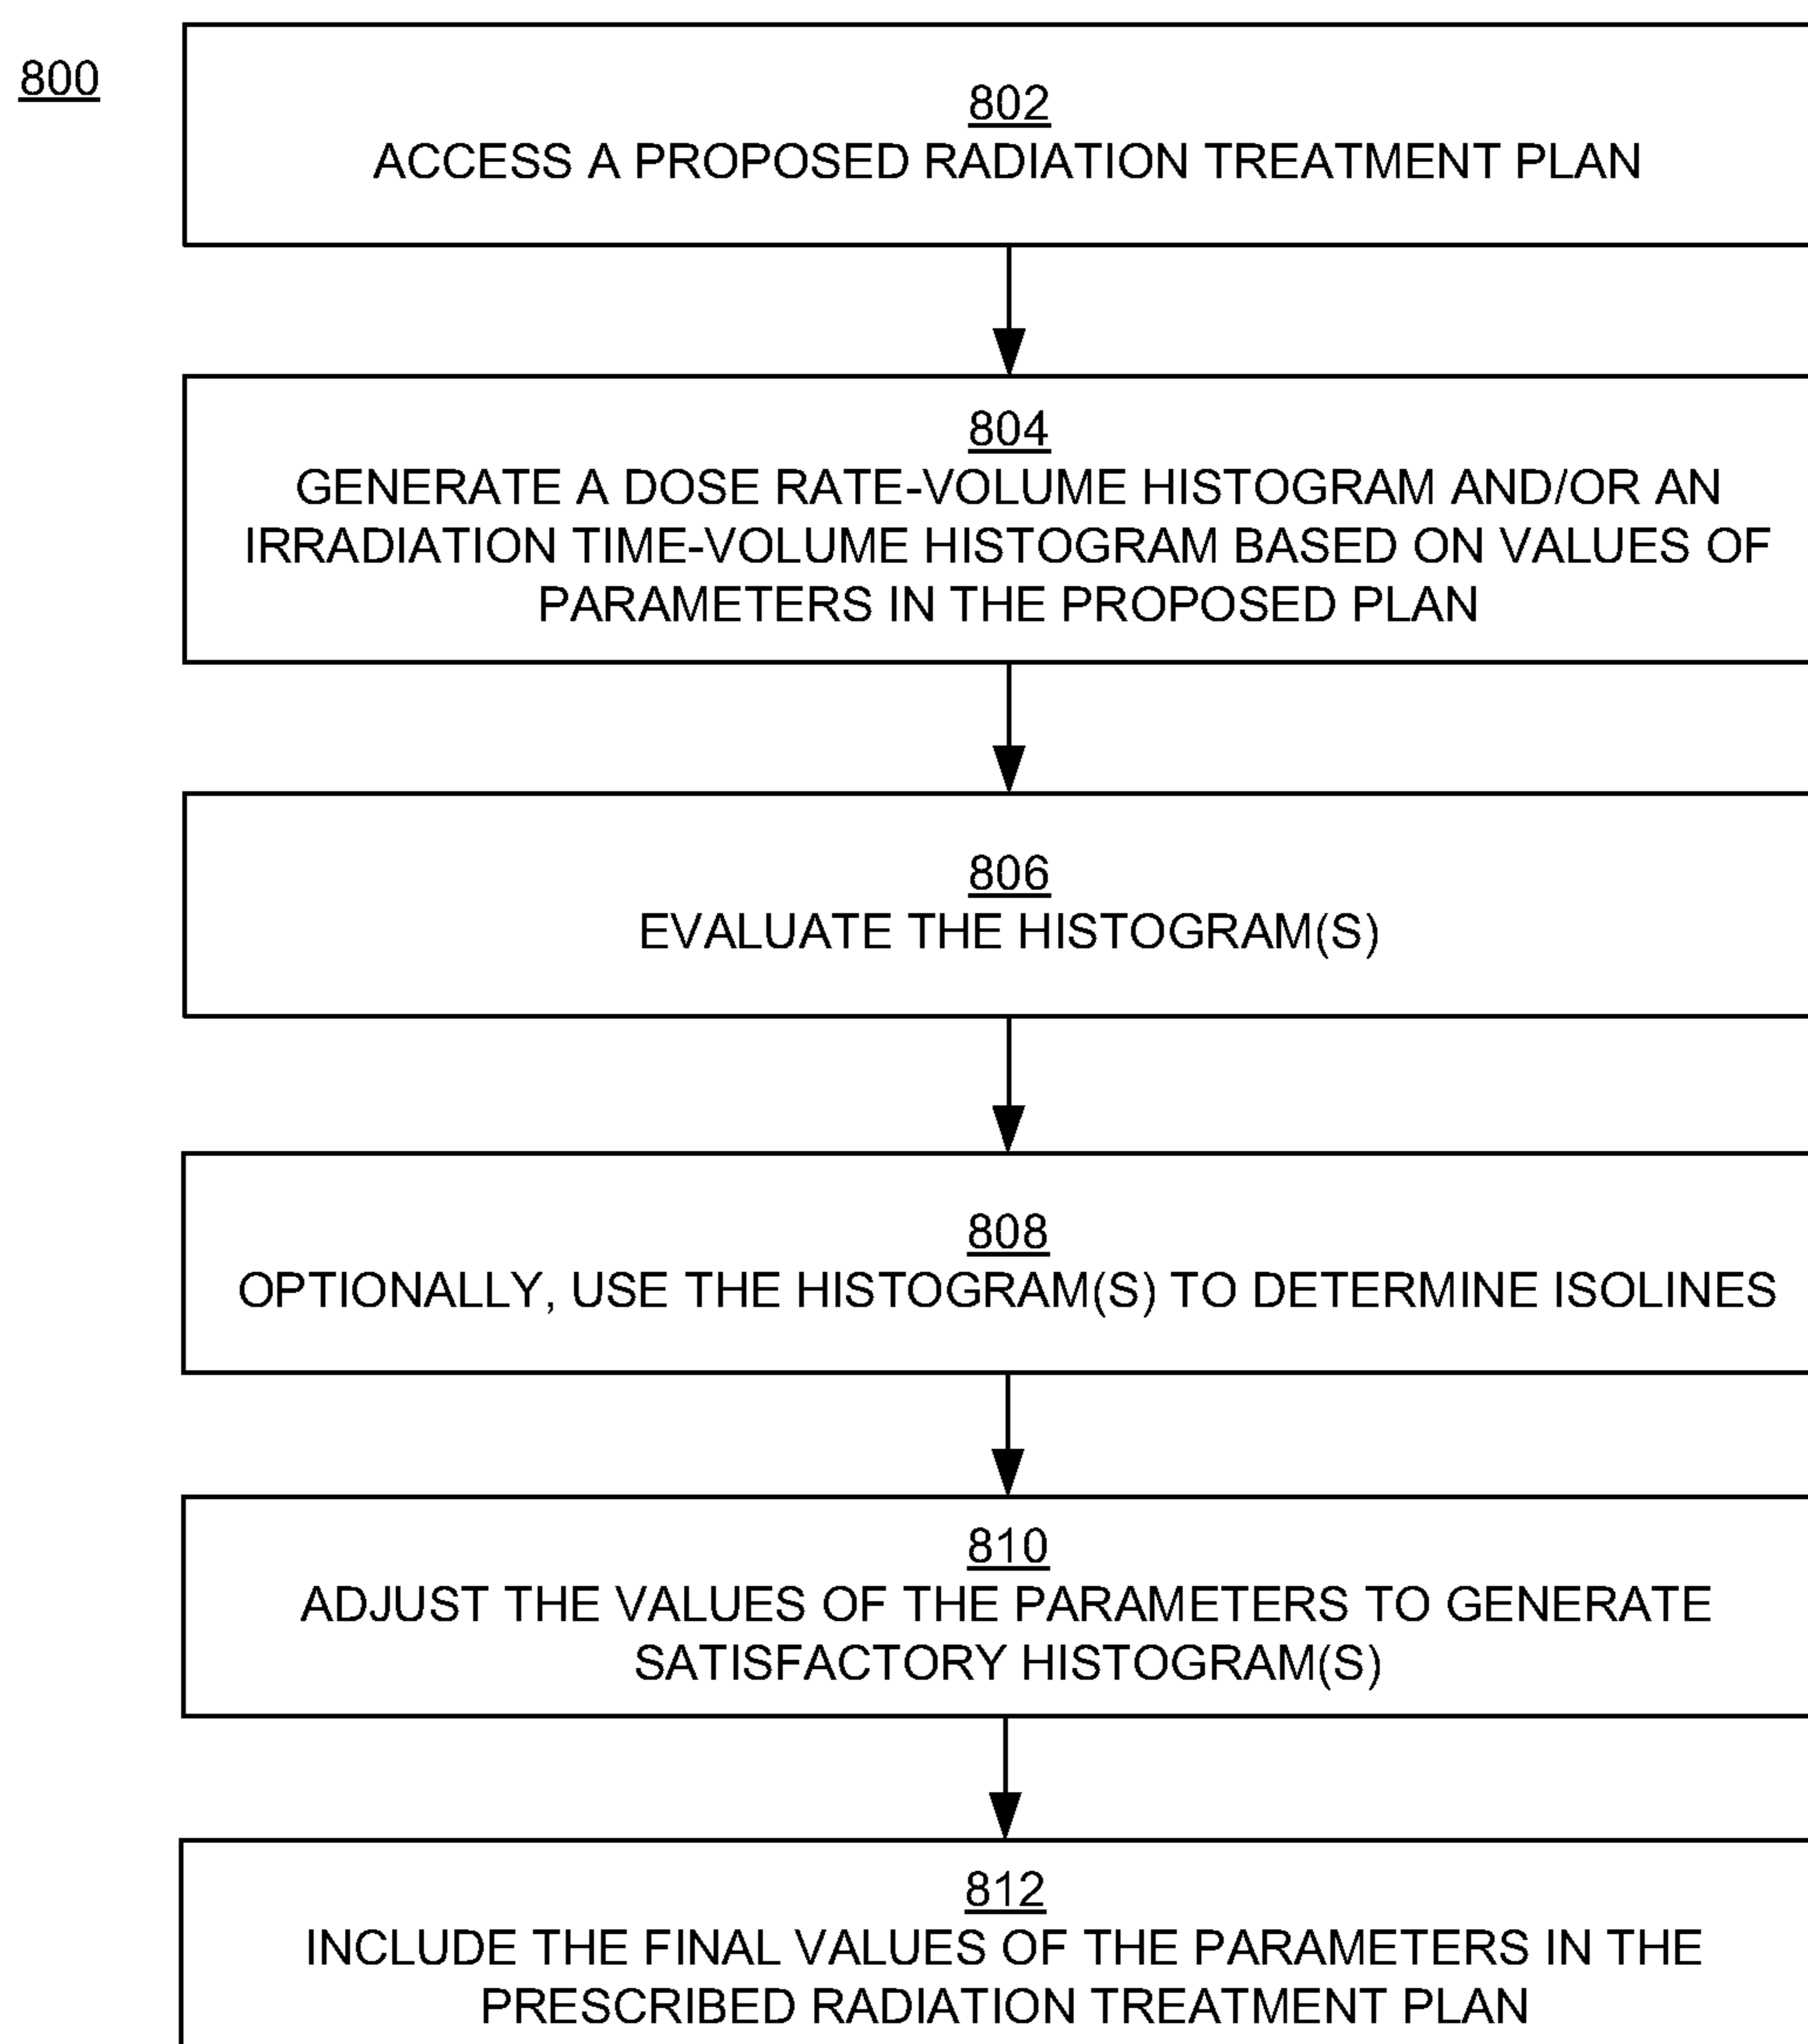 800
802
ACCESS A PROPOSED RADIATION TREATMENT PLAN
804
GENERATE A DOSE RATE-VOLUME HISTOGRAM AND/OR AN
IRRADIATION TIME-VOLUME HISTOGRAM BASED ON VALUES OF
PARAMETERS IN THE PROPOSED PLAN
806
EVALUATE THE HISTOGRAM(S)
808
OPTIONALLY, USE THE HISTOGRAM(S) TO DETERMINE ISOLINES
810
ADJUST THE VALUES OF THE PARAMETERS TO GENERATE
SATISFACTORY HISTOGRAM(S)
812
INCLUDE THE FINAL VALUES OF THE PARAMETERS IN THE
PRESCRIBED RADIATION TREATMENT PLAN